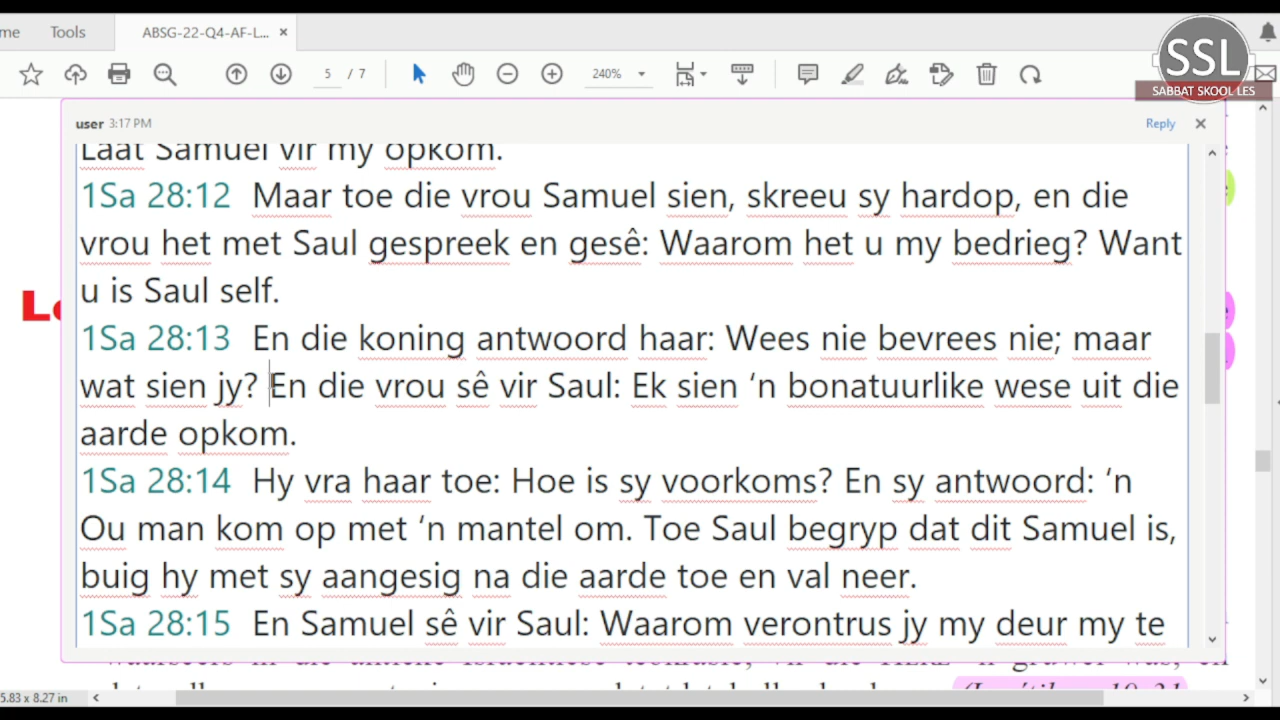 me Tools ABSG-22-Q4-AF-L... ×
SSL
SABBAT SKOOL LES
5 / 7 240%
user 3:17 PM Reply
Laat Samuel vir my opkom.
1Sa 28:12 Maar toe die vrou Samuel sien, skreeu sy hardop, en die
vrou het met Saul gespreek en gesê: Waarom het u my bedrieg? Want
u is Saul self.
1Sa 28:13 En die koning antwoord haar: Wees nie bevrees nie; maar
wat sien jy? En die vrou sê vir Saul: Ek sien ‘n bonatuurlike wese uit die
aarde opkom.
1Sa 28:14 Hy vra haar toe: Hoe is sy voorkoms? En sy antwoord: ‘n
Ou man kom op met ‘n mantel om. Toe Saul begryp dat dit Samuel is,
buig hy met sy aangesig na die aarde toe en val neer.
1Sa 28:15 En Samuel sê vir Saul: Waarom verontrus jy my deur my te
5.83 x 8.27 in